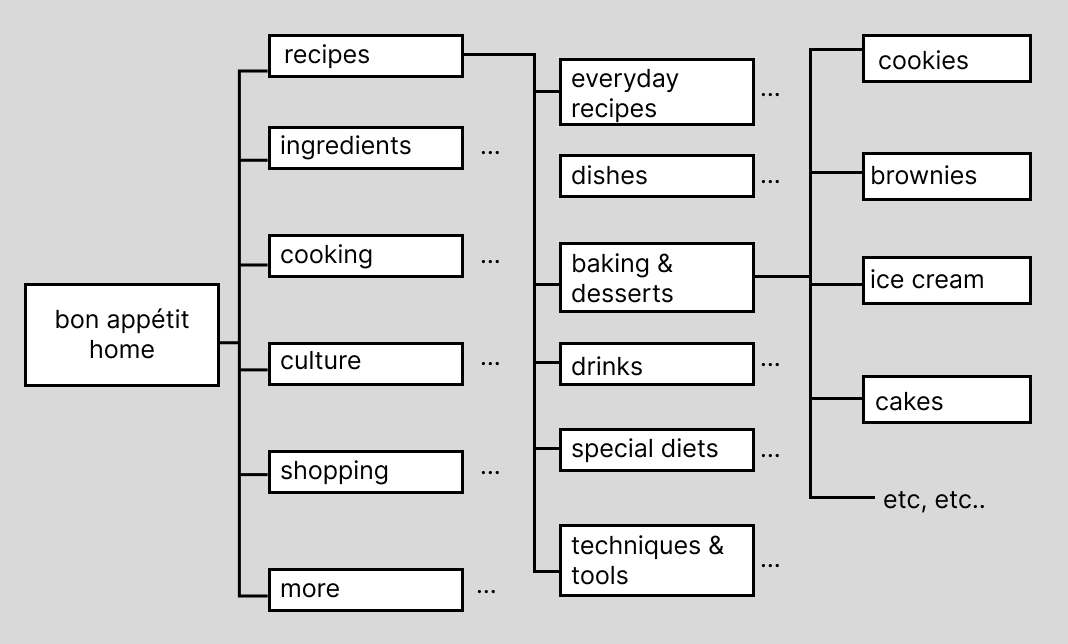 bon appétit
home
recipes
ingredients
...
cooking
...
culture
...
shopping
...
more
...
everyday
recipes
...
dishes
...
baking &
desserts
drinks
...
special diets
...
techniques &
tools
...
cookies
brownies
ice cream
cakes
etc, etc..